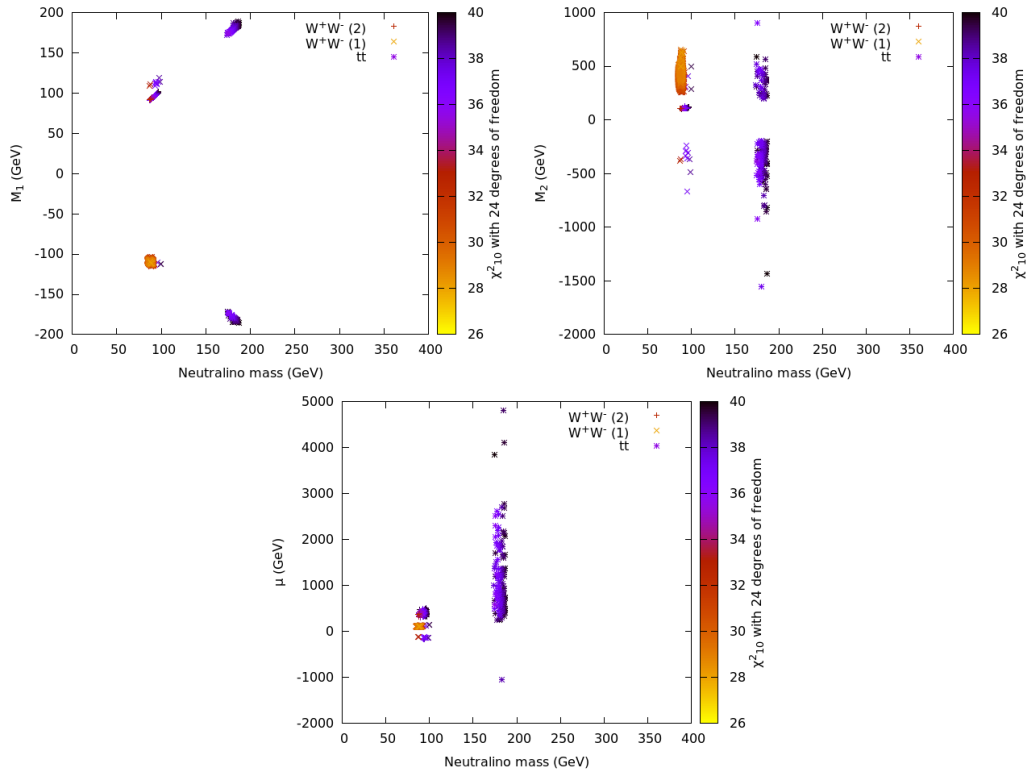 200
150
100
50
0
-50
-100
-150
-200
M₁ (GeV)
0 50 100 150 200 250 300 350 400
Neutralino mass (GeV)
W⁺W⁻ (2)
W⁺W⁻ (1)
tt
40
38
36
34
32
30
28
26
χ²₁₀ with 24 degrees of freedom
1000
500
0
-500
-1000
-1500
-2000
M₂ (GeV)
0 50 100 150 200 250 300 350 400
Neutralino mass (GeV)
W⁺W⁻ (2)
W⁺W⁻ (1)
tt
40
38
36
34
32
30
28
26
χ²₁₀ with 24 degrees of freedom
5000
4000
3000
2000
1000
0
-1000
-2000
μ (GeV)
0 50 100 150 200 250 300 350 400
Neutralino mass (GeV)
W⁺W⁻ (2)
W⁺W⁻ (1)
tt
40
38
36
34
32
30
28
26
χ²₁₀ with 24 degrees of freedom